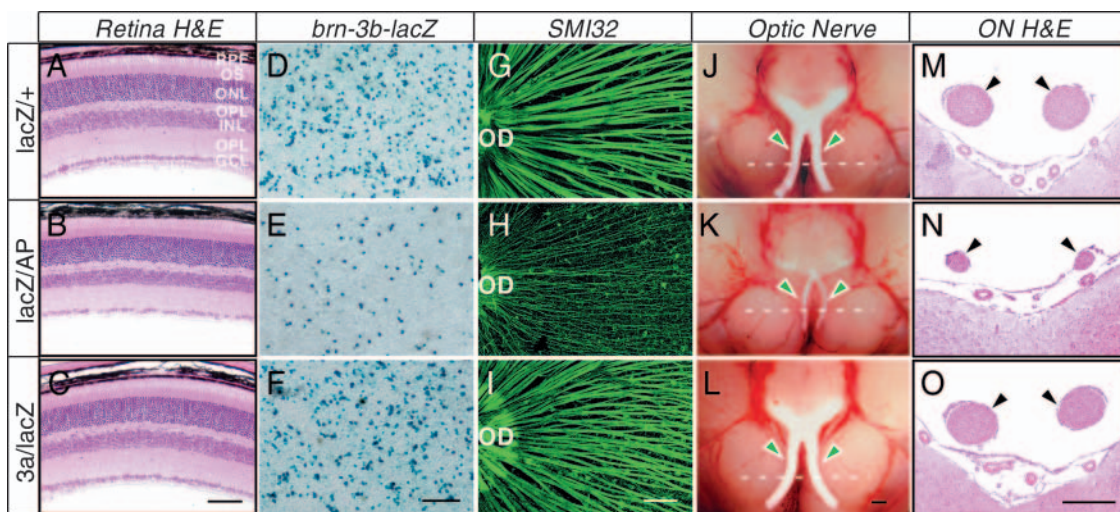 Retina H&E brn-3b-lacZ SMI32 Optic Nerve ON H&E
lacZ/+
A D G J M
RPE
OS
ONL
OPL
INL
OPL
GCL
OD
lacZ/AP
B E H K N
OD
3a/lacZ
C F I L O
OD